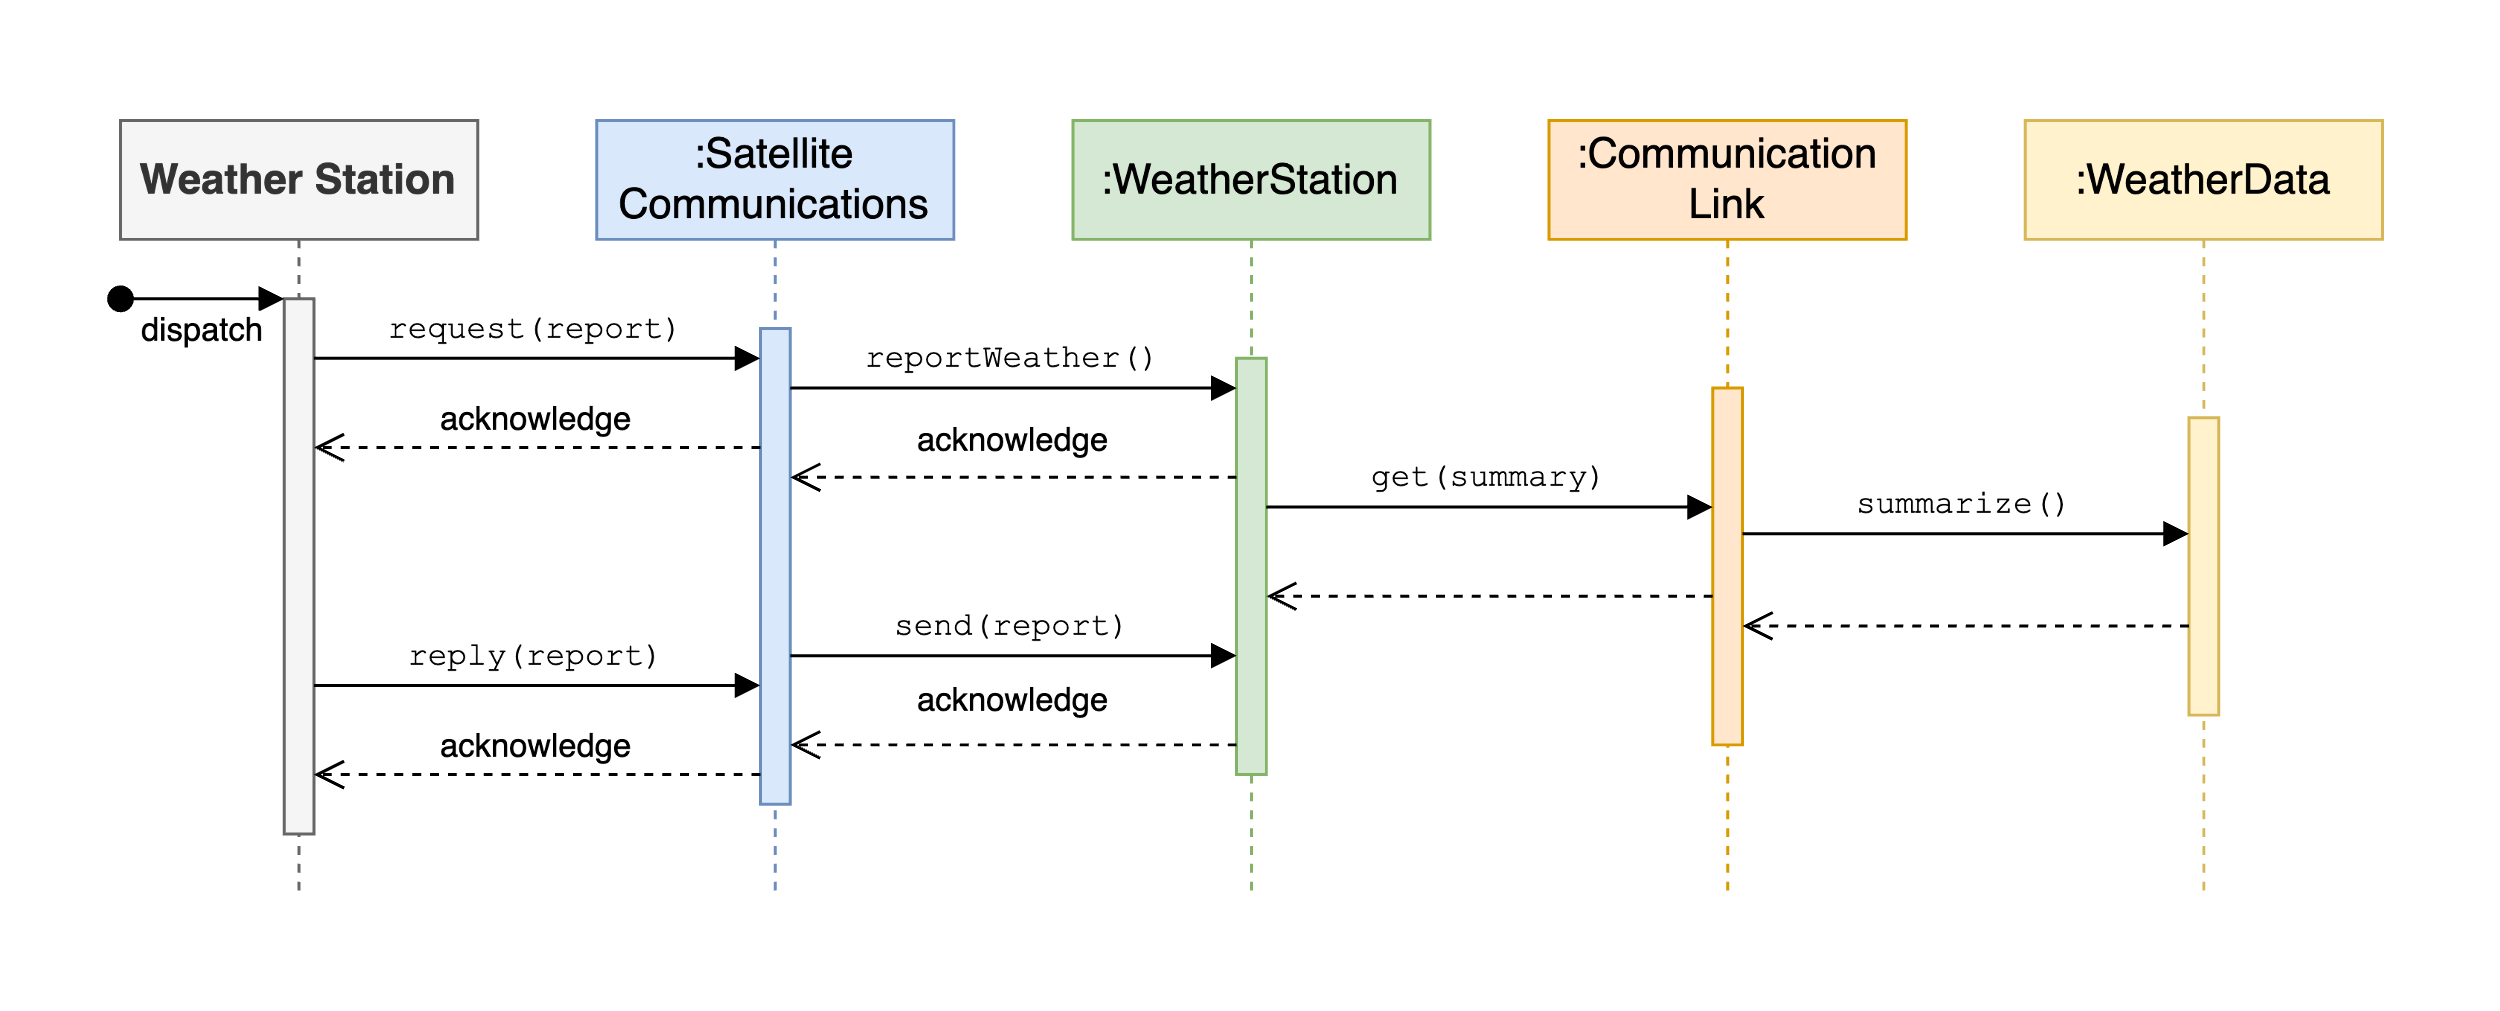 Weather Station
:Satellite
Communications
:WeatherStation
:Communication
Link
:WeatherData
dispatch
request(report)
reportWeather()
acknowledge
acknowledge
get(summary)
summarize()
send(report)
reply(report)
acknowledge
acknowledge